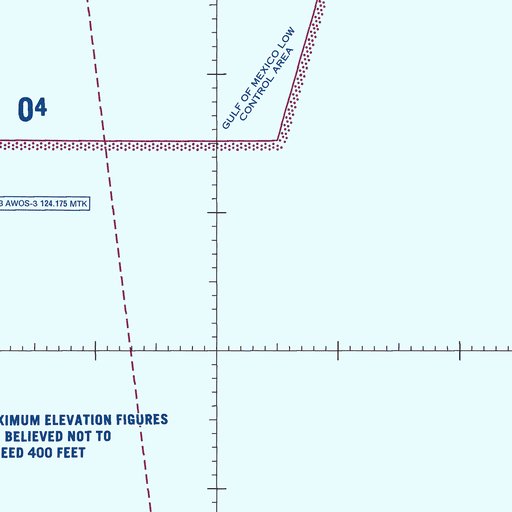 GULF OF MEXICO LOW
CONTROL AREA
04
AWOS-3 124.175 MTK
XIMUM ELEVATION FIGURES
BELIEVED NOT TO
EED 400 FEET